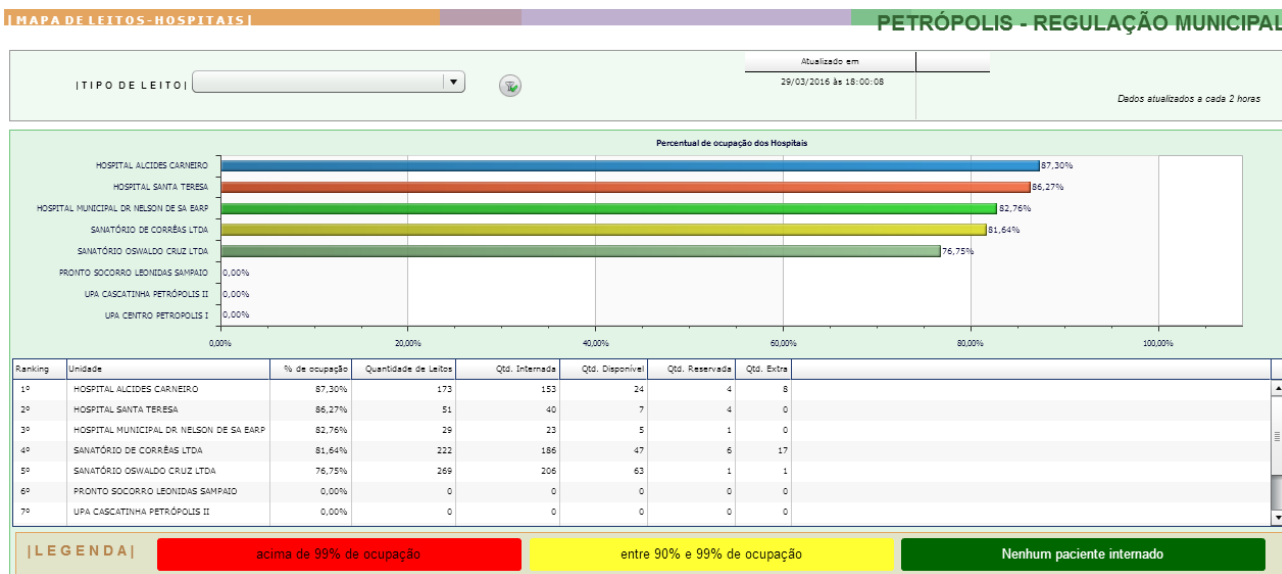 |MAPA DE LEITOS-HOSPITAIS|
PETRÓPOLIS - REGULAÇÃO MUNICIPAL
|TIPO DE LEITO|
Atualizado em
29/03/2016 às 18:00:08
Dados atualizados a cada 2 horas
Percentual de ocupação dos Hospitais
HOSPITAL ALCIDES CARNEIRO 87,30%
HOSPITAL SANTA TERESA 86,27%
HOSPITAL MUNICIPAL DR NELSON DE SA EARP 82,76%
SANATÓRIO DE CORRÊAS LTDA 81,64%
SANATÓRIO OSWALDO CRUZ LTDA 76,75%
PRONTO SOCORRO LEONIDAS SAMPAIO 0,00%
UPA CASCATINHA PETRÓPOLIS II 0,00%
UPA CENTRO PETROPOLIS I 0,00%
0,00% 20,00% 40,00% 60,00% 80,00% 100,00%
Ranking Unidade % de ocupação Quantidade de Leitos Qtd. Internada Qtd. Disponível Qtd. Reservada Qtd. Extra
1º HOSPITAL ALCIDES CARNEIRO 87,30% 173 153 24 4 8
2º HOSPITAL SANTA TERESA 86,27% 51 40 7 4 0
3º HOSPITAL MUNICIPAL DR NELSON DE SA EARP 82,76% 29 23 5 1 0
4º SANATÓRIO DE CORRÊAS LTDA 81,64% 222 186 47 6 17
5º SANATÓRIO OSWALDO CRUZ LTDA 76,75% 269 206 63 1 1
6º PRONTO SOCORRO LEONIDAS SAMPAIO 0,00% 0 0 0 0 0
7º UPA CASCATINHA PETRÓPOLIS II 0,00% 0 0 0 0 0
|LEGENDA| acima de 99% de ocupação entre 90% e 99% de ocupação Nenhum paciente internado